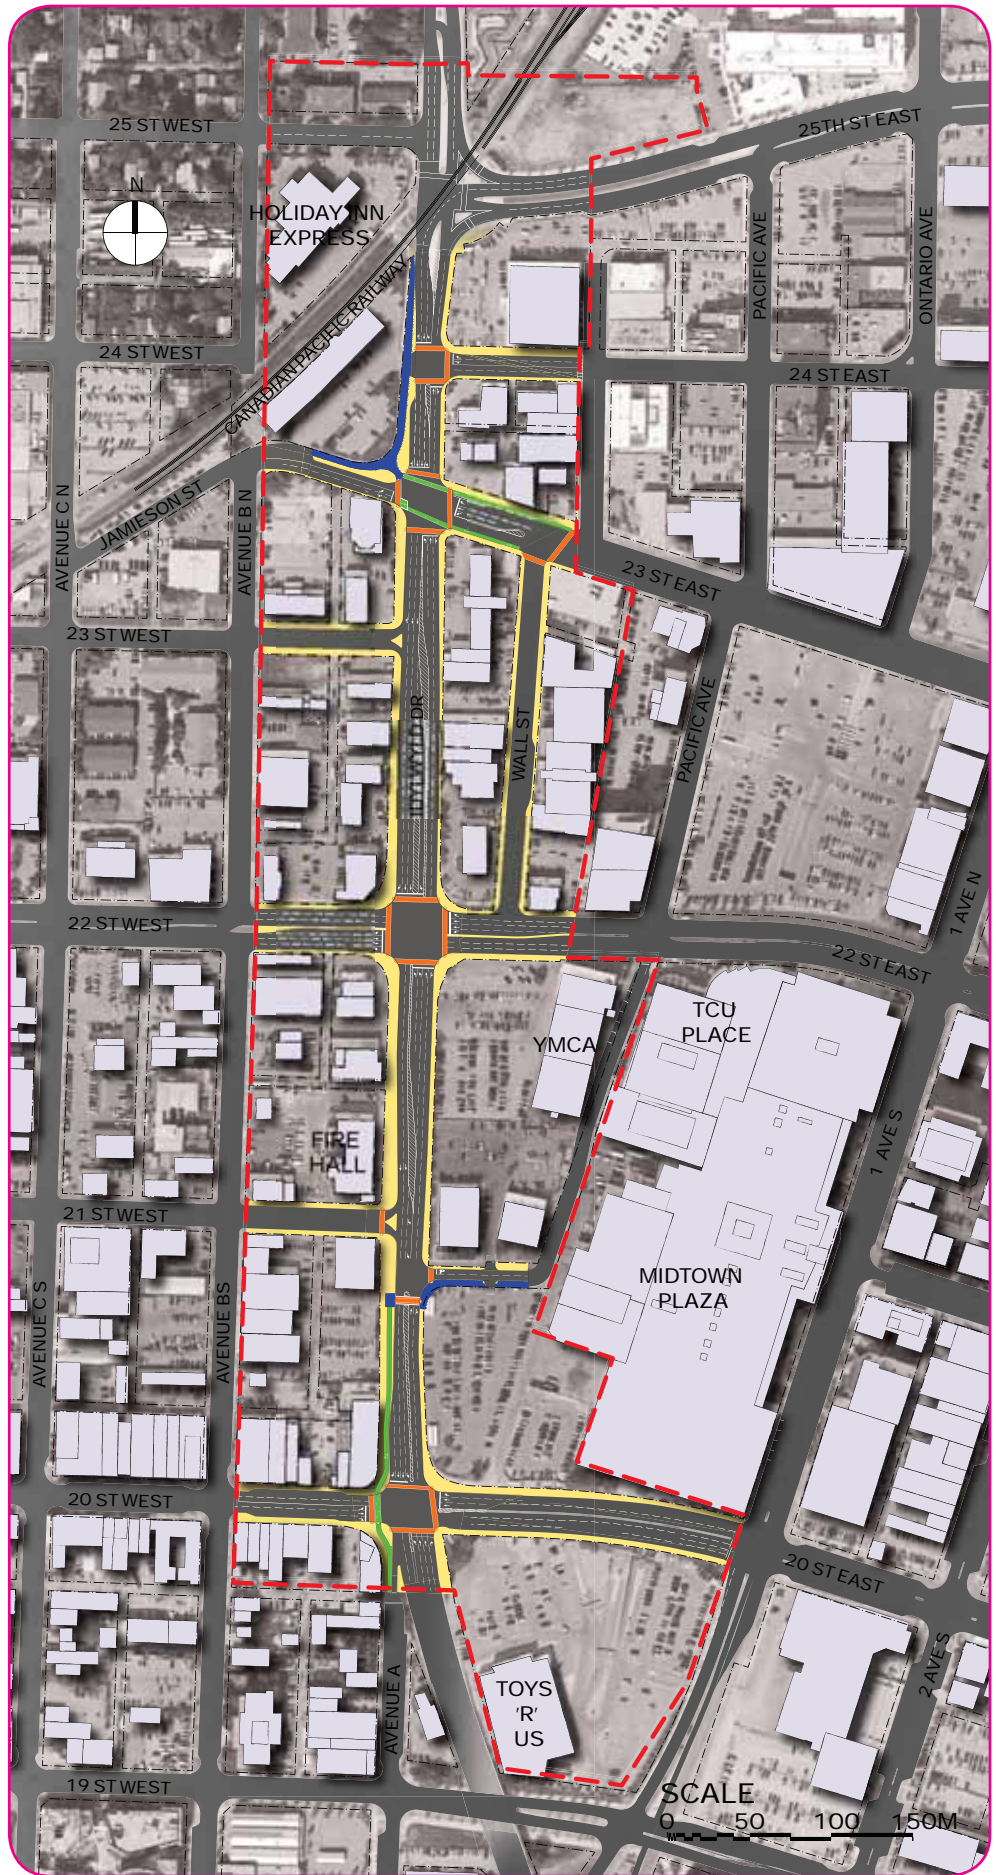 25 ST WEST
25TH ST EAST
N
HOLIDAY INN
EXPRESS
PACIFIC AVE
ONTARIO AVE
CANADIAN PACIFIC RAILWAY
24 ST WEST
24 ST EAST
AVENUE C N
JAMIESON ST
AVENUE B N
23 ST EAST
23 ST WEST
IDYLWYLD DR
WALL ST
PACIFIC AVE
1 AVE N
22 ST WEST
22 ST EAST
TCU
PLACE
YMCA
FIRE
HALL
1 AVE S
21 ST WEST
MIDTOWN
PLAZA
AVENUE C S
AVENUE BS
20 ST WEST
20 ST EAST
2 AVE S
AVENUE A
TOYS
'R'
US
19 ST WEST
SCALE
0 50 100 150M